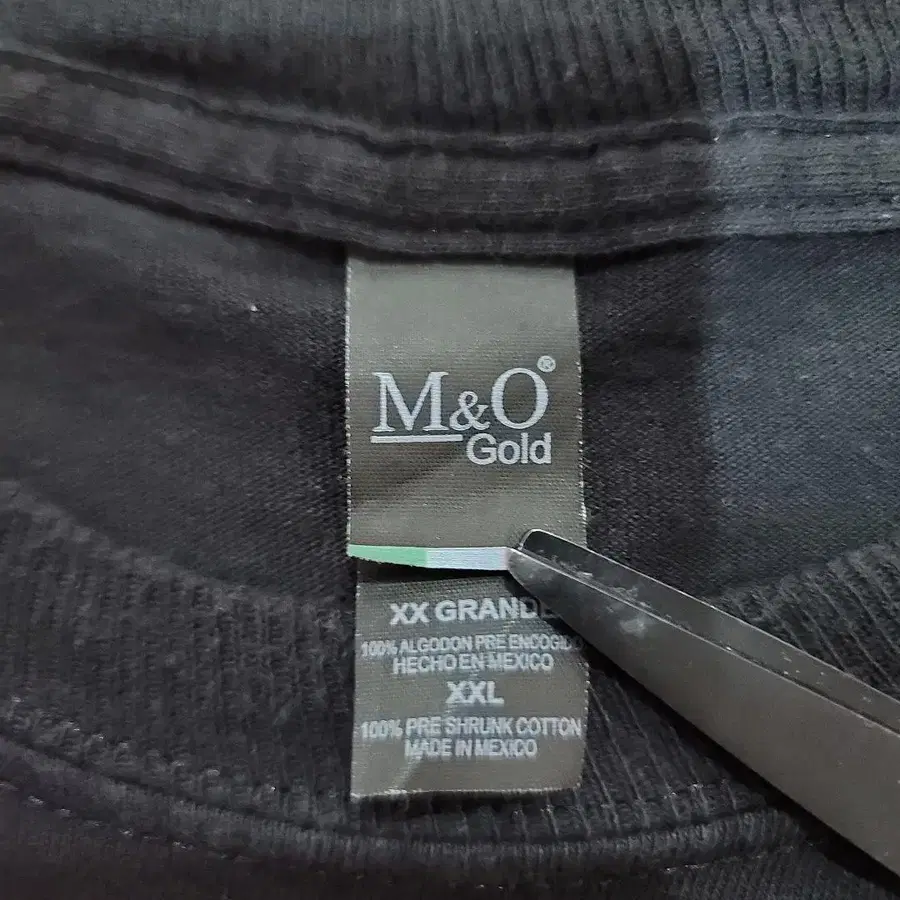 M&O®
Gold
XX GRANDE
100% ALGODON PRE ENCOGIDO
HECHO EN MEXICO
XXL
100% PRE SHRUNK COTTON
MADE IN MEXICO